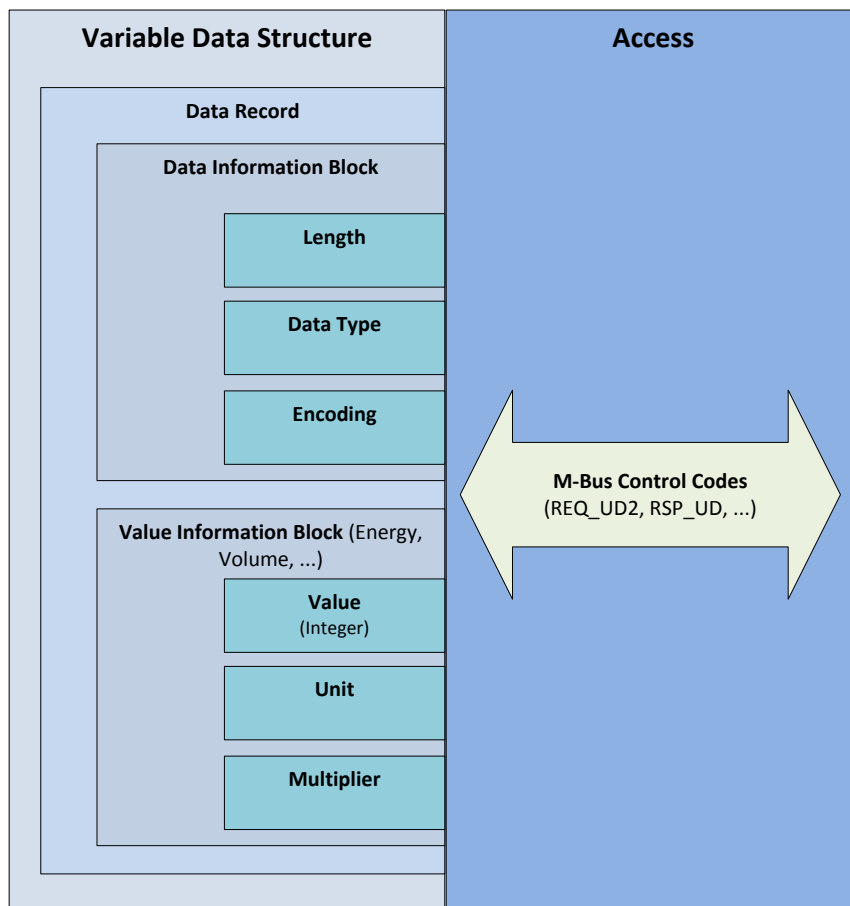 Variable Data Structure
Access
Data Record
Data Information Block
Length
Data Type
Encoding
M-Bus Control Codes
(REQ_UD2, RSP_UD, ...)
Value Information Block (Energy,
Volume, ...)
Value
(Integer)
Unit
Multiplier